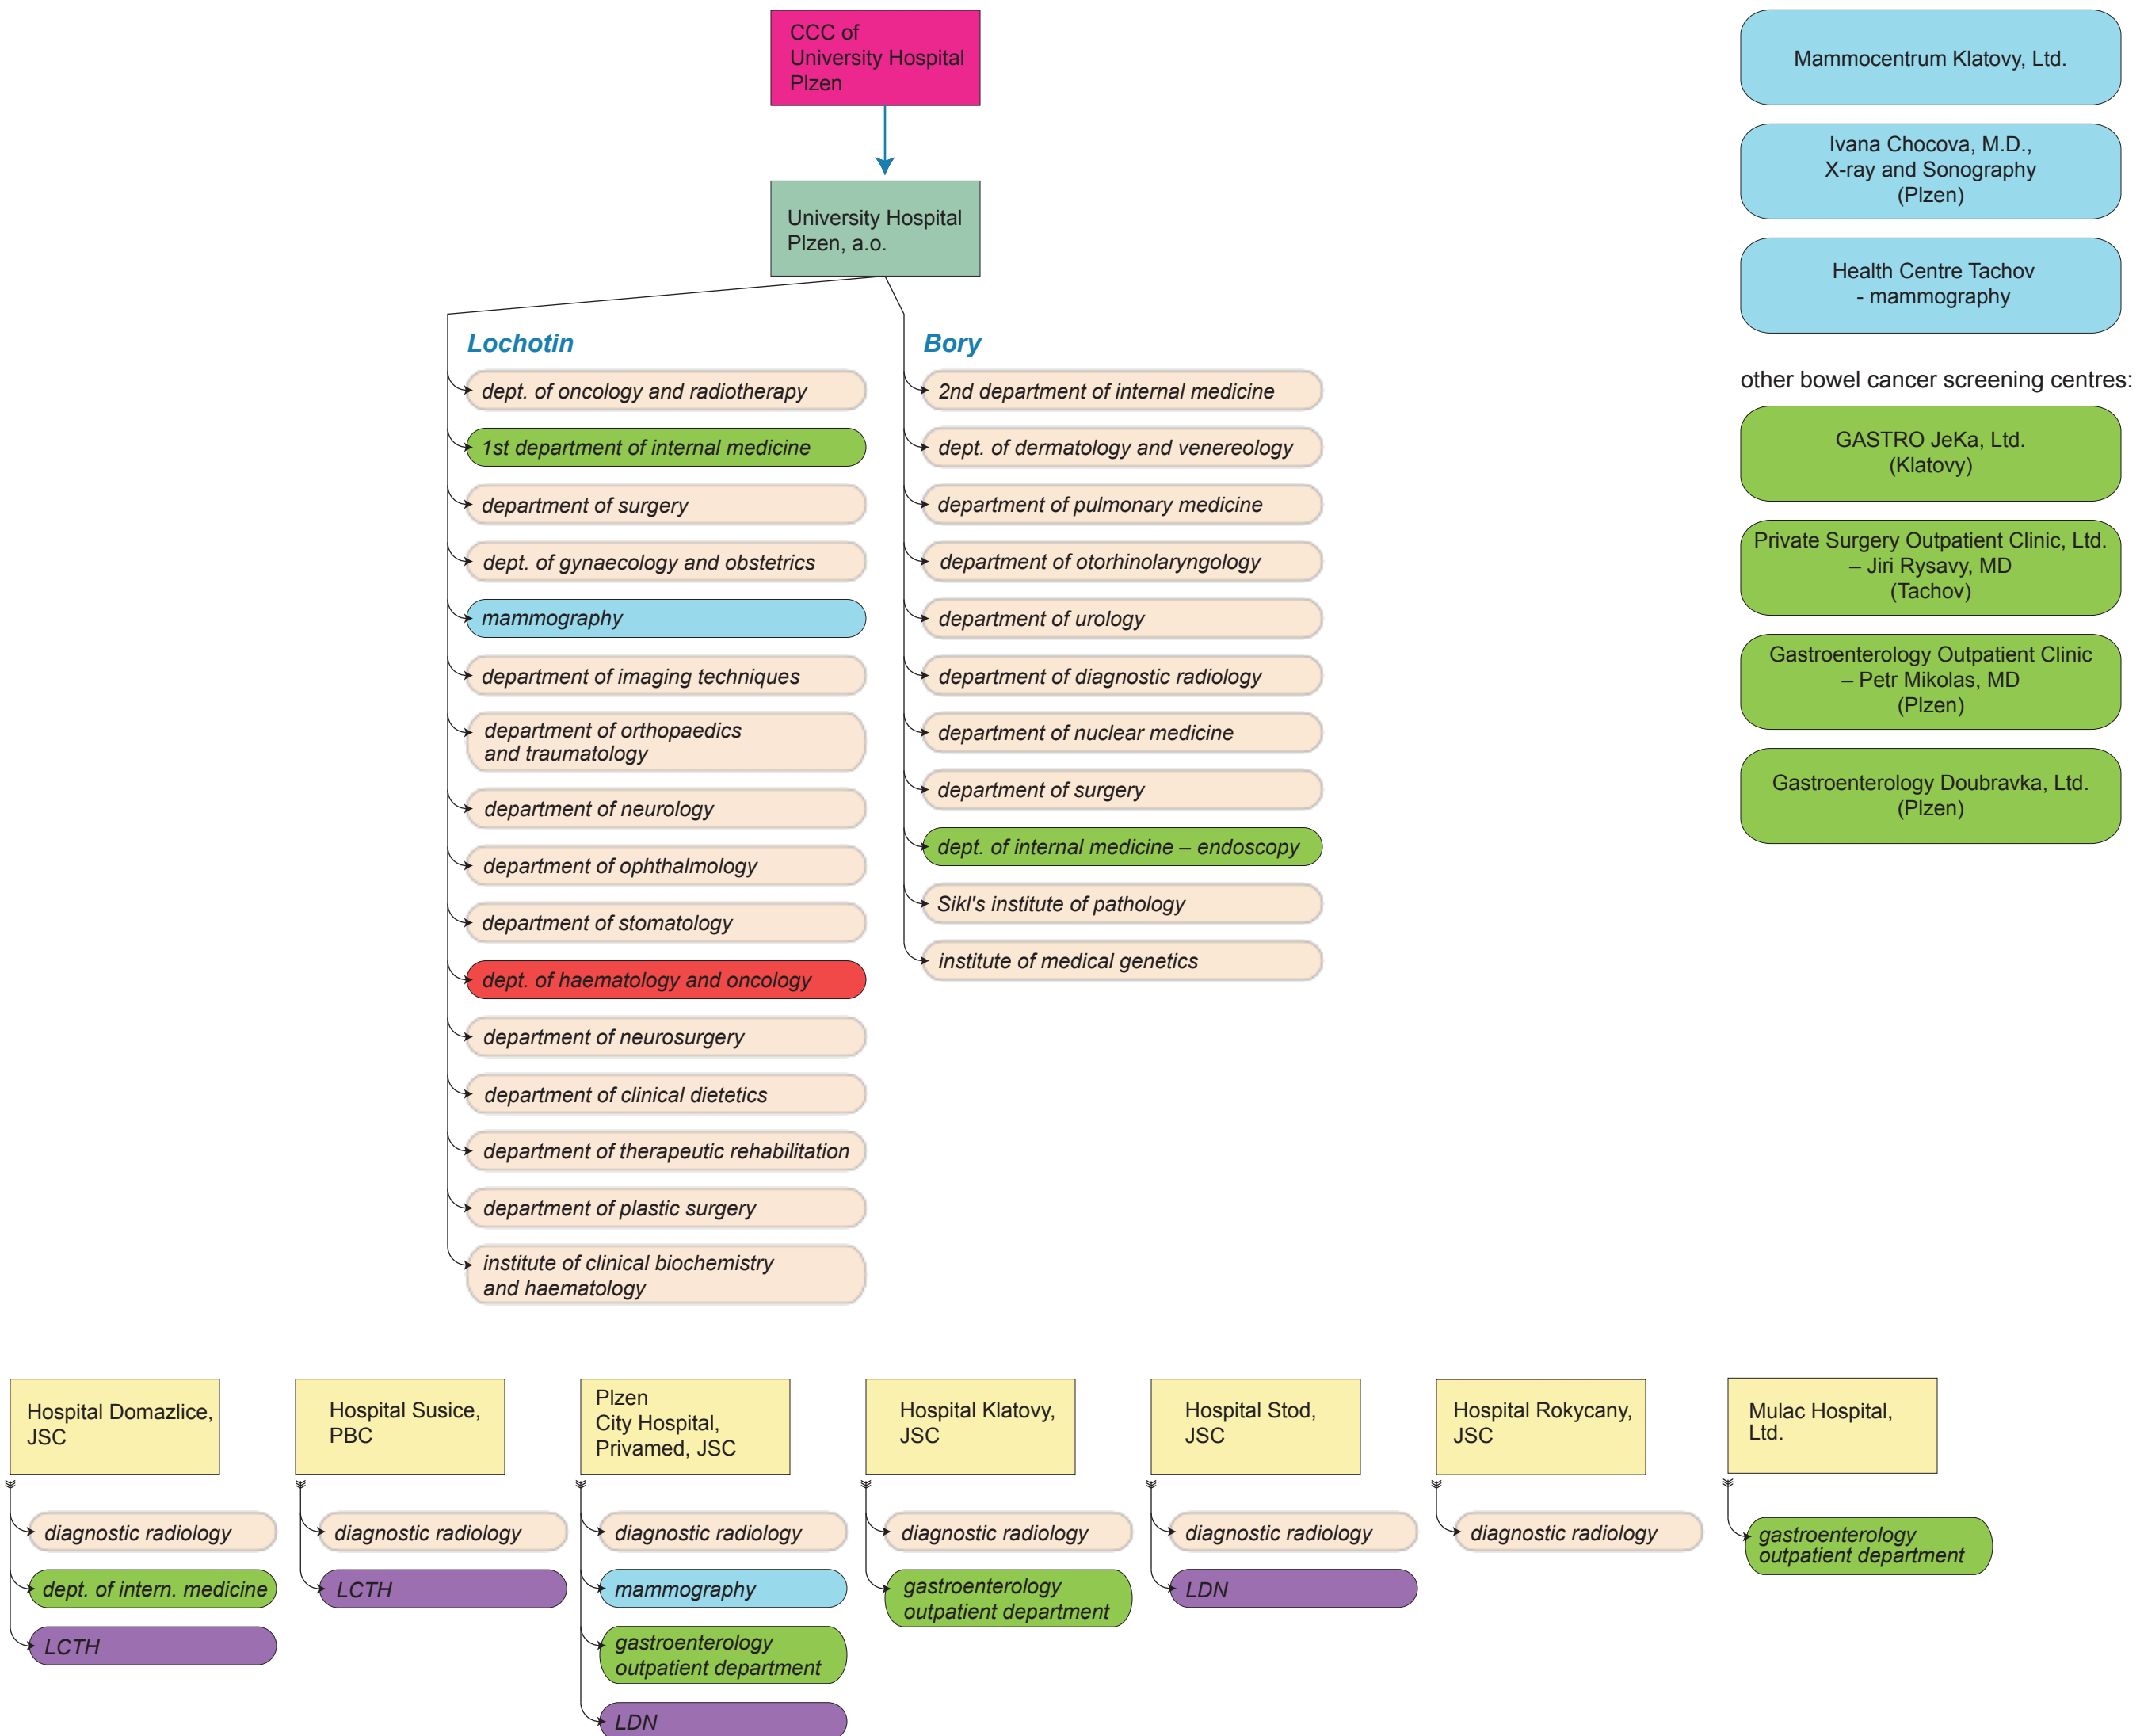 CCC of
University Hospital
Plzen
University Hospital
Plzen, a.o.
Lochotin
dept. of oncology and radiotherapy
1st department of internal medicine
department of surgery
dept. of gynaecology and obstetrics
mammography
department of imaging techniques
department of orthopaedics
and traumatology
department of neurology
department of ophthalmology
department of stomatology
dept. of haematology and oncology
department of neurosurgery
department of clinical dietetics
department of therapeutic rehabilitation
department of plastic surgery
institute of clinical biochemistry
and haematology
Bory
2nd department of internal medicine
dept. of dermatology and venereology
department of pulmonary medicine
department of otorhinolaryngology
department of urology
department of diagnostic radiology
department of nuclear medicine
department of surgery
dept. of internal medicine – endoscopy
Sikl's institute of pathology
institute of medical genetics
Mammocentrum Klatovy, Ltd.
Ivana Chocova, M.D.,
X-ray and Sonography
(Plzen)
Health Centre Tachov
- mammography
other bowel cancer screening centres:
GASTRO JeKa, Ltd.
(Klatovy)
Private Surgery Outpatient Clinic, Ltd.
– Jiri Rysavy, MD
(Tachov)
Gastroenterology Outpatient Clinic
– Petr Mikolas, MD
(Plzen)
Gastroenterology Doubravka, Ltd.
(Plzen)
Hospital Domazlice,
JSC
diagnostic radiology
dept. of intern. medicine
LCTH
Hospital Susice,
PBC
diagnostic radiology
LCTH
Plzen
City Hospital,
Privamed, JSC
diagnostic radiology
mammography
gastroenterology
outpatient department
LDN
Hospital Klatovy,
JSC
diagnostic radiology
gastroenterology
outpatient department
Hospital Stod,
JSC
diagnostic radiology
LDN
Hospital Rokycany,
JSC
diagnostic radiology
Mulac Hospital,
Ltd.
gastroenterology
outpatient department